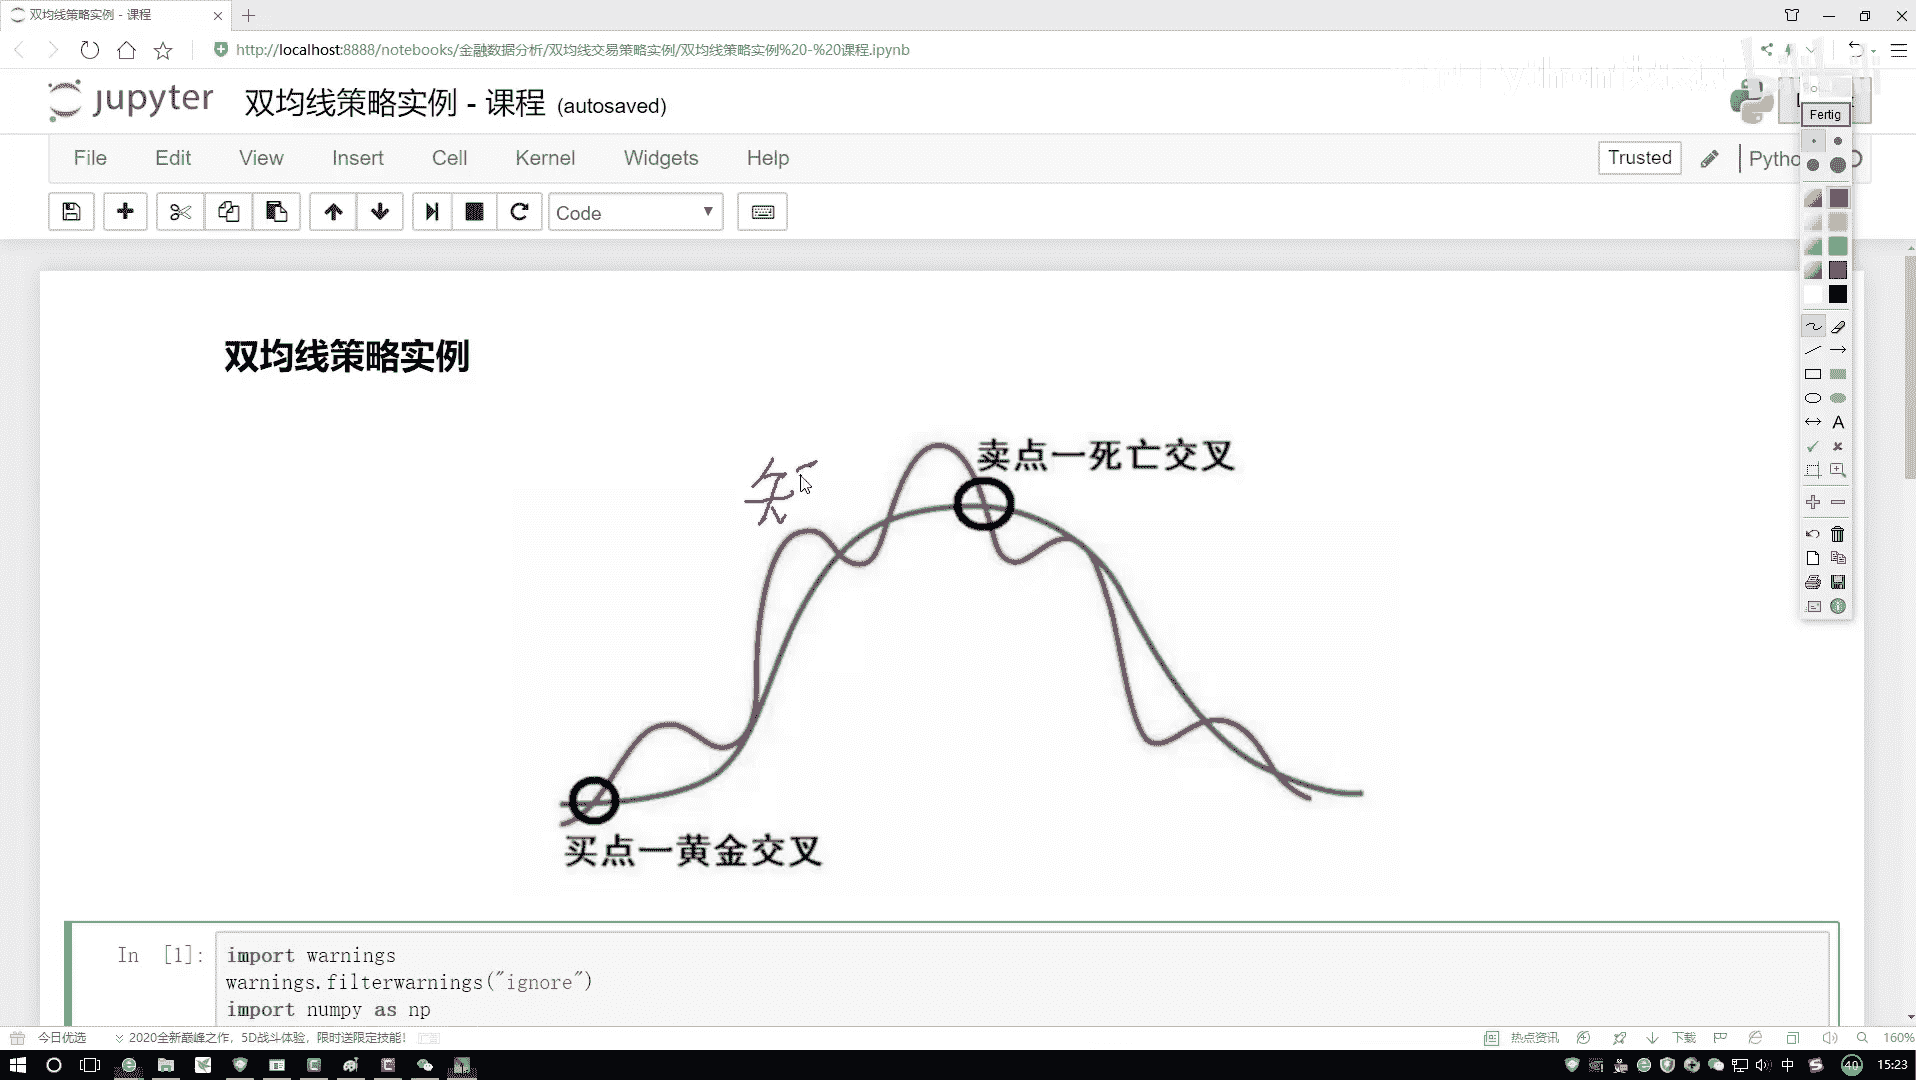 双均线策略实例 - 课程
http://localhost:8888/notebooks/金融数据分析/双均线交易策略实例/双均线策略实例%20-%20课程.ipynb
jupyter 双均线策略实例 - 课程 (autosaved)
Fertig
File Edit View Insert Cell Kernel Widgets Help
Trusted
Pytho
Code
双均线策略实例
卖点一死亡交叉
买点一黄金交叉
In [1]:
import warnings
warnings.filterwarnings("ignore")
import numpy as np
今日优选 2020全新巅峰之作，5D战斗体验，限时送限定技能！
热点资讯 下载 160%
中 40 15:23